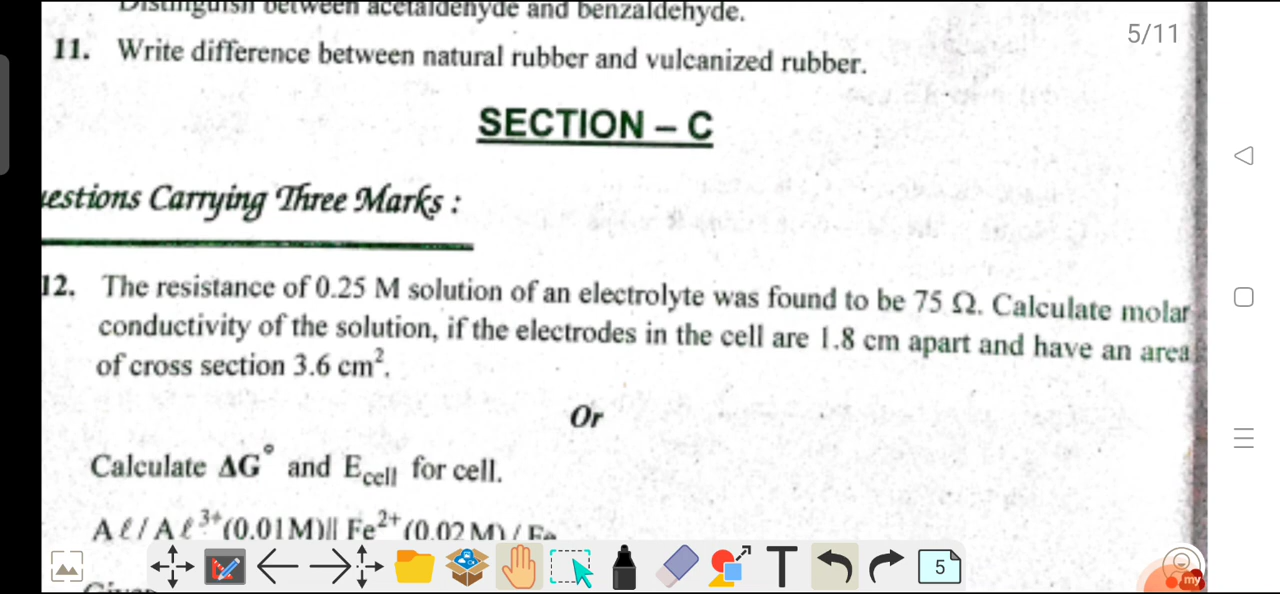 Distinguish between acetaldehyde and benzaldehyde.
5/11
11. Write difference between natural rubber and vulcanized rubber.
SECTION – C
estions Carrying Three Marks :
12. The resistance of 0.25 M solution of an electrolyte was found to be 75 Ω. Calculate molar
conductivity of the solution, if the electrodes in the cell are 1.8 cm apart and have an area
of cross section 3.6 cm².
Or
Calculate ΔG° and E_cell for cell.
Aℓ / Aℓ³⁺(0.01M)|| Fe²⁺ (0.02 M) / Fe
T
5
my